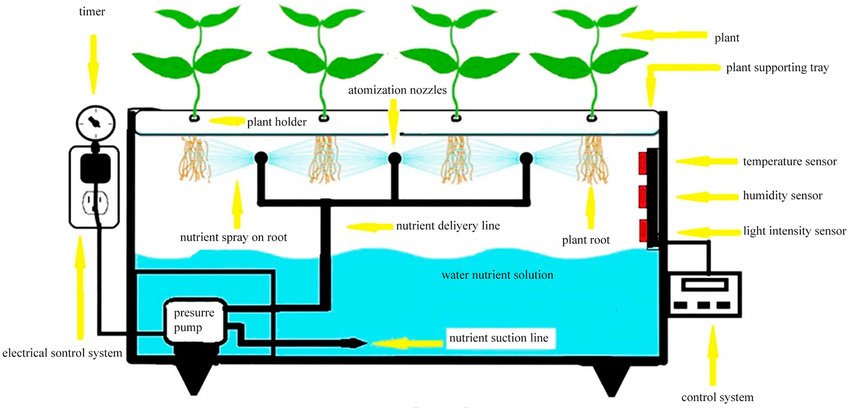 timer
plant
plant supporting tray
atomization nozzles
plant holder
temperature sensor
humidity sensor
light intensity sensor
nutrient spray on root
nutrient delivery line
plant root
water nutrient solution
presurre
pump
nutrient suction line
electrical sontrol system
control system